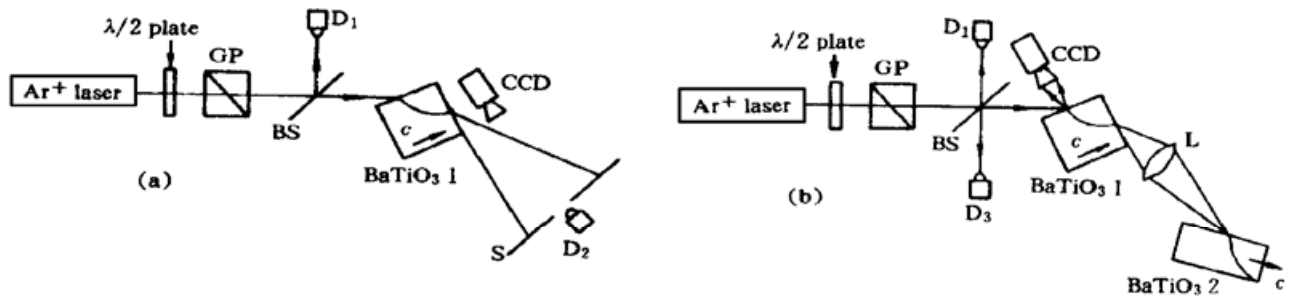 (a)
λ/2 plate
GP
D₁
Ar⁺ laser
BS
CCD
c
BaTiO₃ 1
S
D₂
(b)
λ/2 plate
GP
D₁
CCD
Ar⁺ laser
BS
c
L
D₃
BaTiO₃ 1
BaTiO₃ 2
c